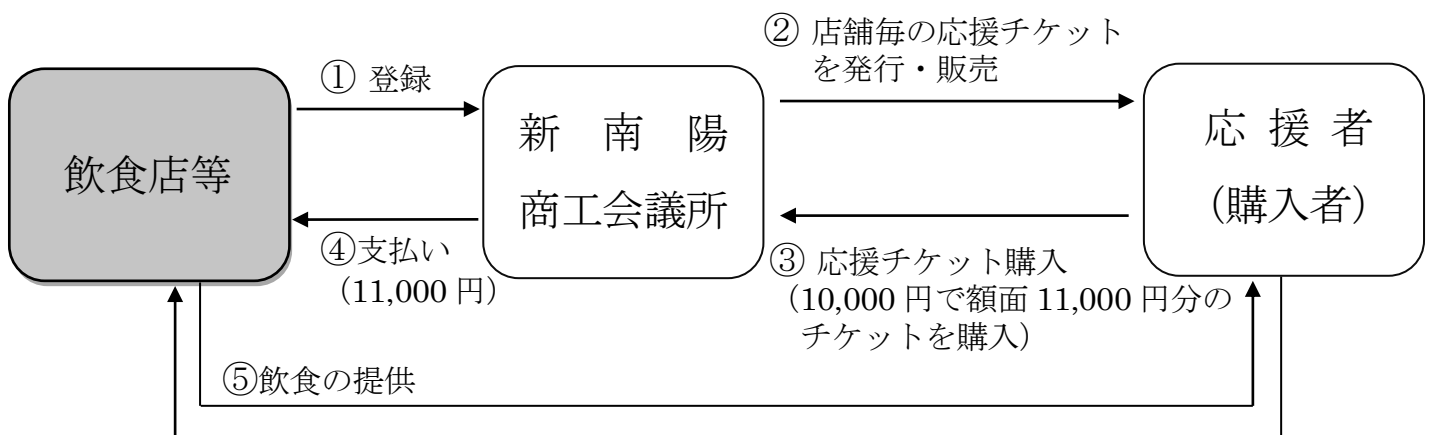 飲食店等
① 登録
新 南 陽
商工会議所
② 店舗毎の応援チケット
を発行・販売
応 援 者
（購入者）
④支払い
（11,000 円）
③ 応援チケット購入
（10,000 円で額面 11,000 円分の
チケットを購入）
⑤飲食の提供